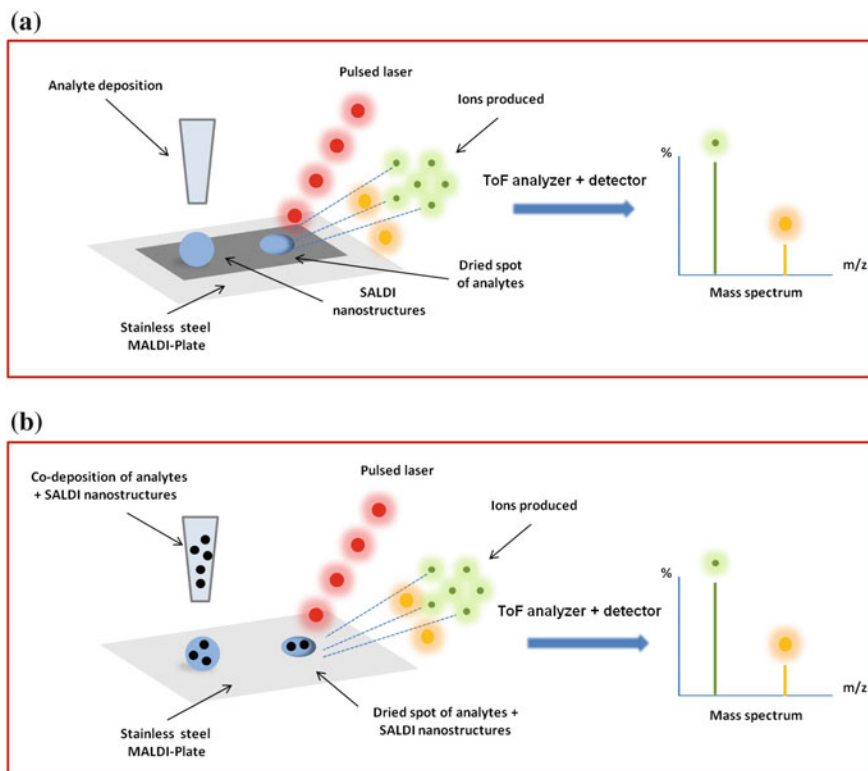 (a)
Pulsed laser
Analyte deposition
Ions produced
%
ToF analyzer + detector
Dried spot
of analytes
m/z
SALDI
nanostructures
Mass spectrum
Stainless steel
MALDI-Plate
(b)
Co-deposition of analytes
+ SALDI nanostructures
Pulsed laser
Ions produced
%
ToF analyzer + detector
m/z
Dried spot of analytes +
SALDI nanostructures
Mass spectrum
Stainless steel
MALDI-Plate